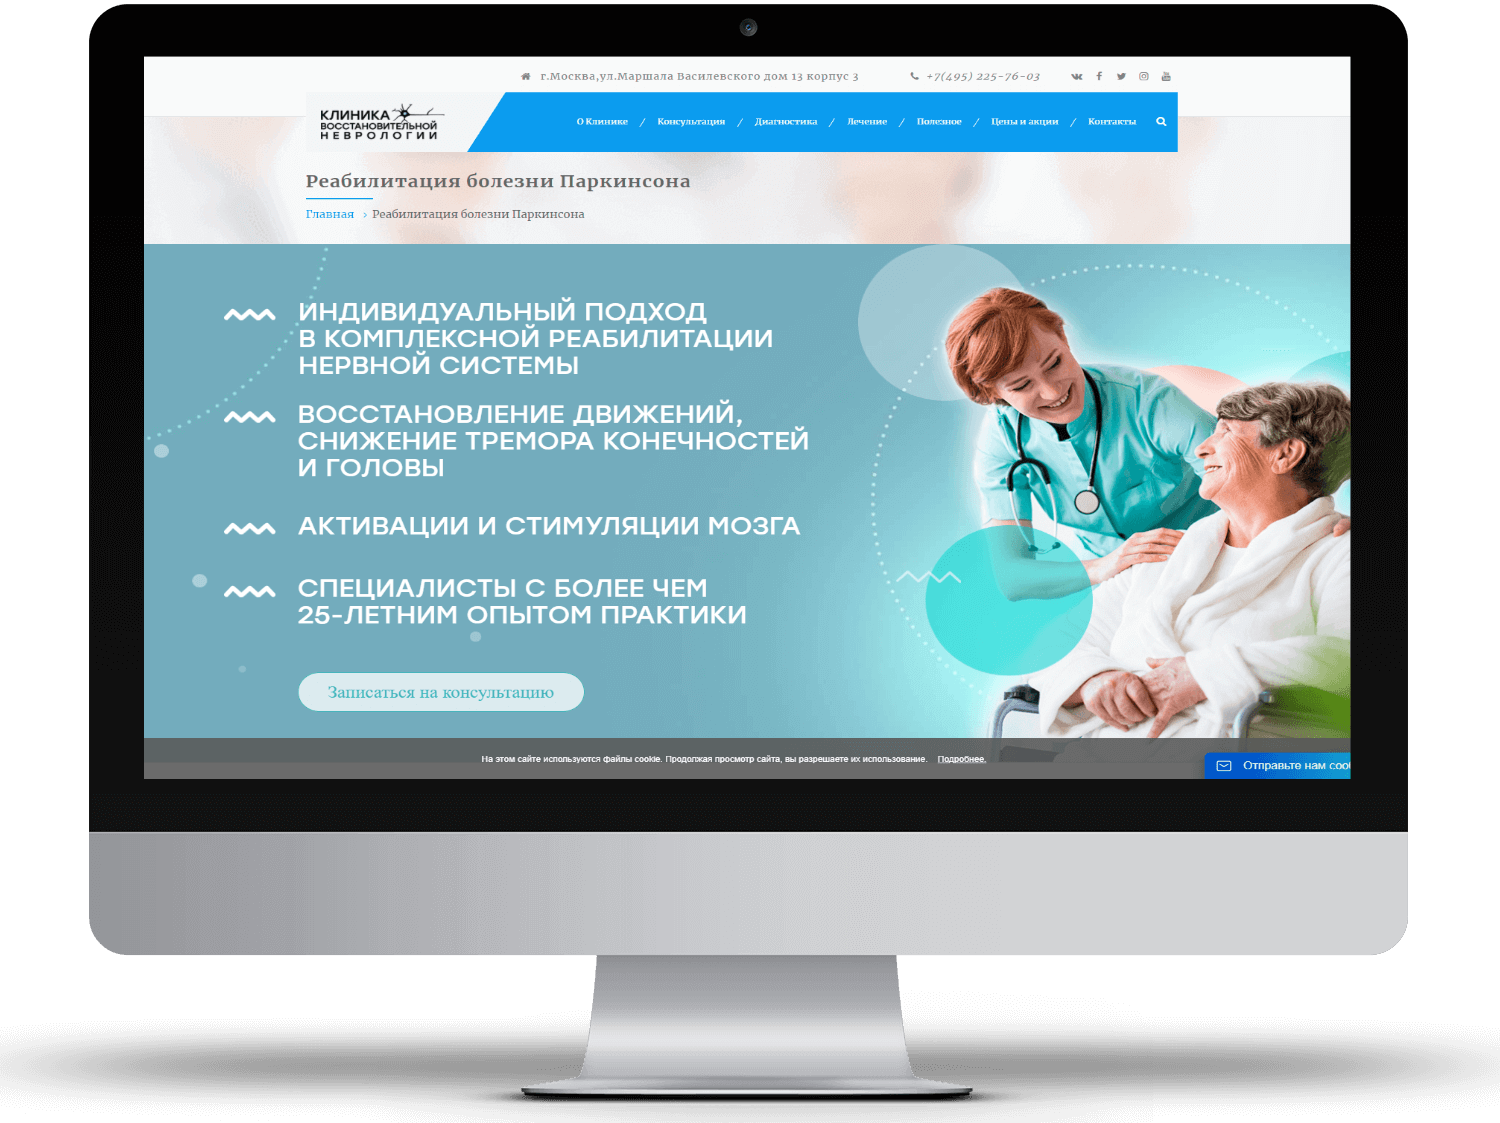 г.Москва,ул.Маршала Василевского дом 13 корпус 3
+7(495) 225-76-03
КЛИНИКА
ВОССТАНОВИТЕЛЬНОЙ
НЕВРОЛОГИИ
О Клинике / Консультация / Диагностика / Лечение / Полезное / Цены и акции / Контакты
Реабилитация болезни Паркинсона
Главная › Реабилитация болезни Паркинсона
ИНДИВИДУАЛЬНЫЙ ПОДХОД
В КОМПЛЕКСНОЙ РЕАБИЛИТАЦИИ
НЕРВНОЙ СИСТЕМЫ
ВОССТАНОВЛЕНИЕ ДВИЖЕНИЙ,
СНИЖЕНИЕ ТРЕМОРА КОНЕЧНОСТЕЙ
И ГОЛОВЫ
АКТИВАЦИИ И СТИМУЛЯЦИИ МОЗГА
СПЕЦИАЛИСТЫ С БОЛЕЕ ЧЕМ
25-ЛЕТНИМ ОПЫТОМ ПРАКТИКИ
Записаться на консультацию
На этом сайте используются файлы cookie. Продолжая просмотр сайта, вы разрешаете их использование. Подробнее.
Отправьте нам соо